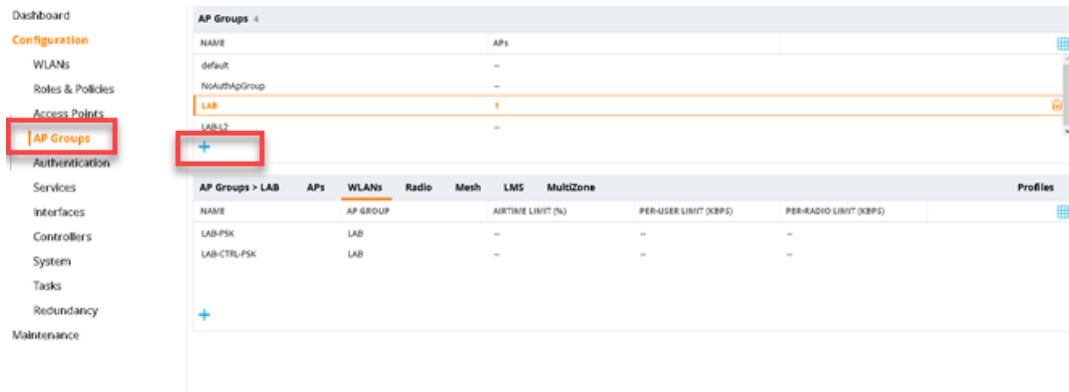 Dashboard
Configuration
WLANs
Roles & Policies
Access Points
AP Groups
Authentication
Services
Interfaces
Controllers
System
Tasks
Redundancy
Maintenance
AP Groups 4
NAME APs
default --
NoAuthApGroup --
LAB 1
LAB-L2 --
+
AP Groups > LAB APs WLANs Radio Mesh LMS MultiZone Profiles
NAME AP GROUP AIRTIME LIMIT (%) PER-USER LIMIT (KBPS) PER-RADIO LIMIT (KBPS)
LAB-PSK LAB -- -- --
LAB-CTRL-PSK LAB -- -- --
+